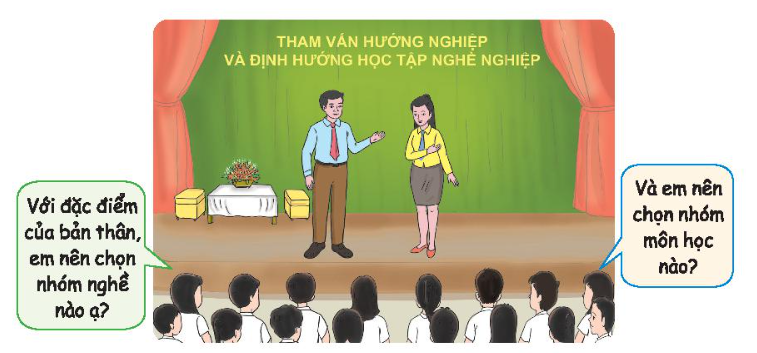 THAM VẤN HƯỚNG NGHIỆP
VÀ ĐỊNH HƯỚNG HỌC TẬP NGHỀ NGHIỆP
Với đặc điểm
của bản thân,
em nên chọn
nhóm nghề
nào ạ?
Và em nên
chọn nhóm
môn học
nào?